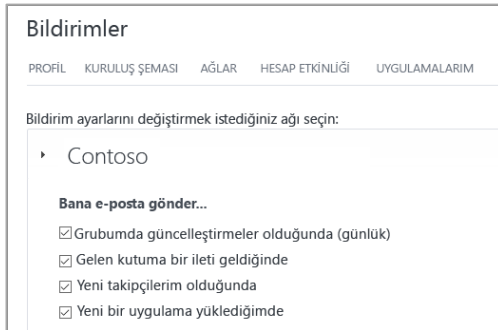 Bildirimler
PROFİL KURULUŞ ŞEMASI AĞLAR HESAP ETKİNLİĞİ UYGULAMALARIM
Bildirim ayarlarını değiştirmek istediğiniz ağı seçin:
Contoso
Bana e-posta gönder...
Grubumda güncelleştirmeler olduğunda (günlük)
Gelen kutuma bir ileti geldiğinde
Yeni takipçilerim olduğunda
Yeni bir uygulama yüklediğimde